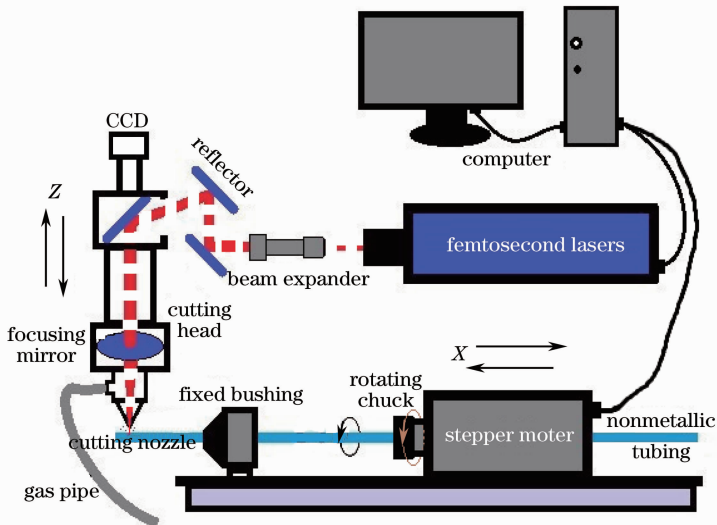 CCD
Z
reflector
computer
femtosecond lasers
beam expander
cutting
head
focusing
mirror
X
fixed bushing
rotating
chuck
cutting nozzle
stepper moter
nonmetallic
tubing
gas pipe